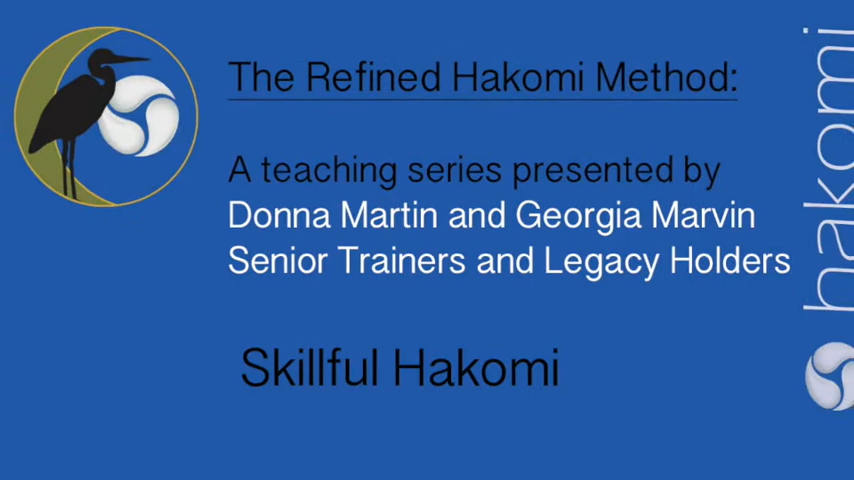 The Refined Hakomi Method:
A teaching series presented by
Donna Martin and Georgia Marvin
Senior Trainers and Legacy Holders
Skillful Hakomi
hakomi